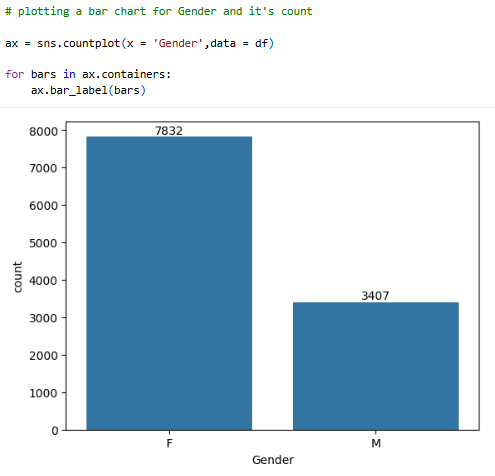 # plotting a bar chart for Gender and it's count
ax = sns.countplot(x = 'Gender',data = df)
for bars in ax.containers:
    ax.bar_label(bars)
8000
7000
6000
5000
4000
3000
2000
1000
0
count
7832
3407
F M
Gender